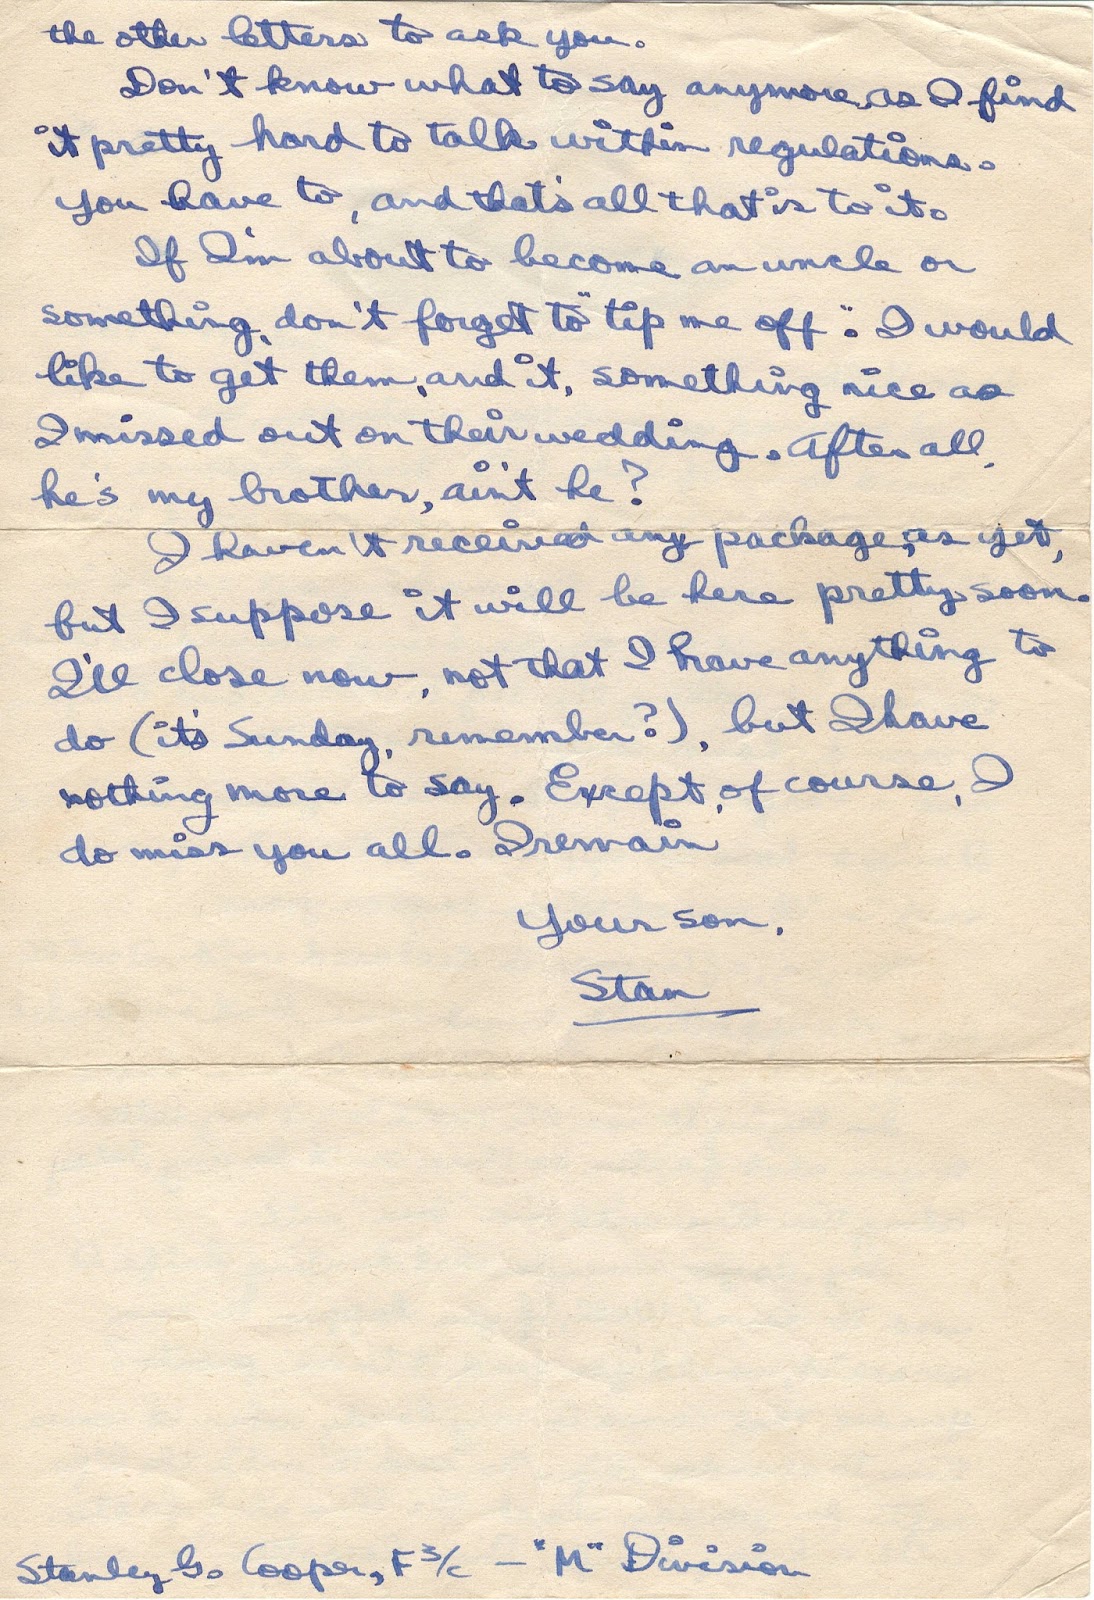 the other letters to ask you.
Don't know what to say anymore, as I find
it pretty hard to talk within regulations.
You have to, and that's all that is to it.
If I'm about to become an uncle or
something, don't forget to "tip me off". I would
like to get them, and it, something nice as
I missed out on their wedding. After all,
he's my brother, ain't he?
I haven't received any package, as yet,
but I suppose it will be here pretty soon.
I'll close now, not that I have anything to
do (it's Sunday, remember?), but I have
nothing more to say. Except, of course, I
do miss you all. I remain
Your son,
Stan
Stanley G. Cooper, F 3/c - "M" Division